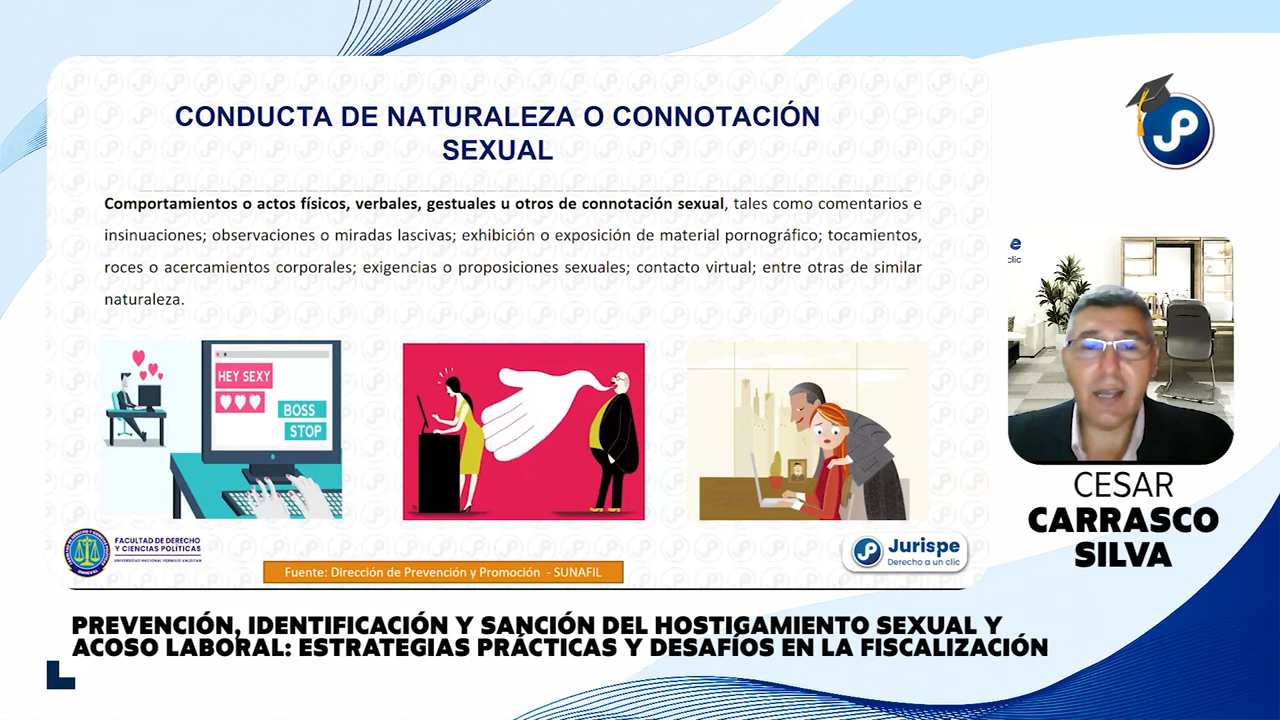 CONDUCTA DE NATURALEZA O CONNOTACIÓN
SEXUAL
Comportamientos o actos físicos, verbales, gestuales u otros de connotación sexual, tales como comentarios e
insinuaciones; observaciones o miradas lascivas; exhibición o exposición de material pornográfico; tocamientos,
roces o acercamientos corporales; exigencias o proposiciones sexuales; contacto virtual; entre otras de similar
naturaleza.
HEY SEXY
BOSS
STOP
FACULTAD DE DERECHO
Y CIENCIAS POLÍTICAS
UNIVERSIDAD NACIONAL HERMILIO VALDIZAN
Fuente: Dirección de Prevención y Promoción - SUNAFIL
JP
Jurispe
Derecho a un clic
JP
e
clic
CESAR
CARRASCO
SILVA
PREVENCIÓN, IDENTIFICACIÓN Y SANCIÓN DEL HOSTIGAMIENTO SEXUAL Y
ACOSO LABORAL: ESTRATEGIAS PRÁCTICAS Y DESAFÍOS EN LA FISCALIZACIÓN